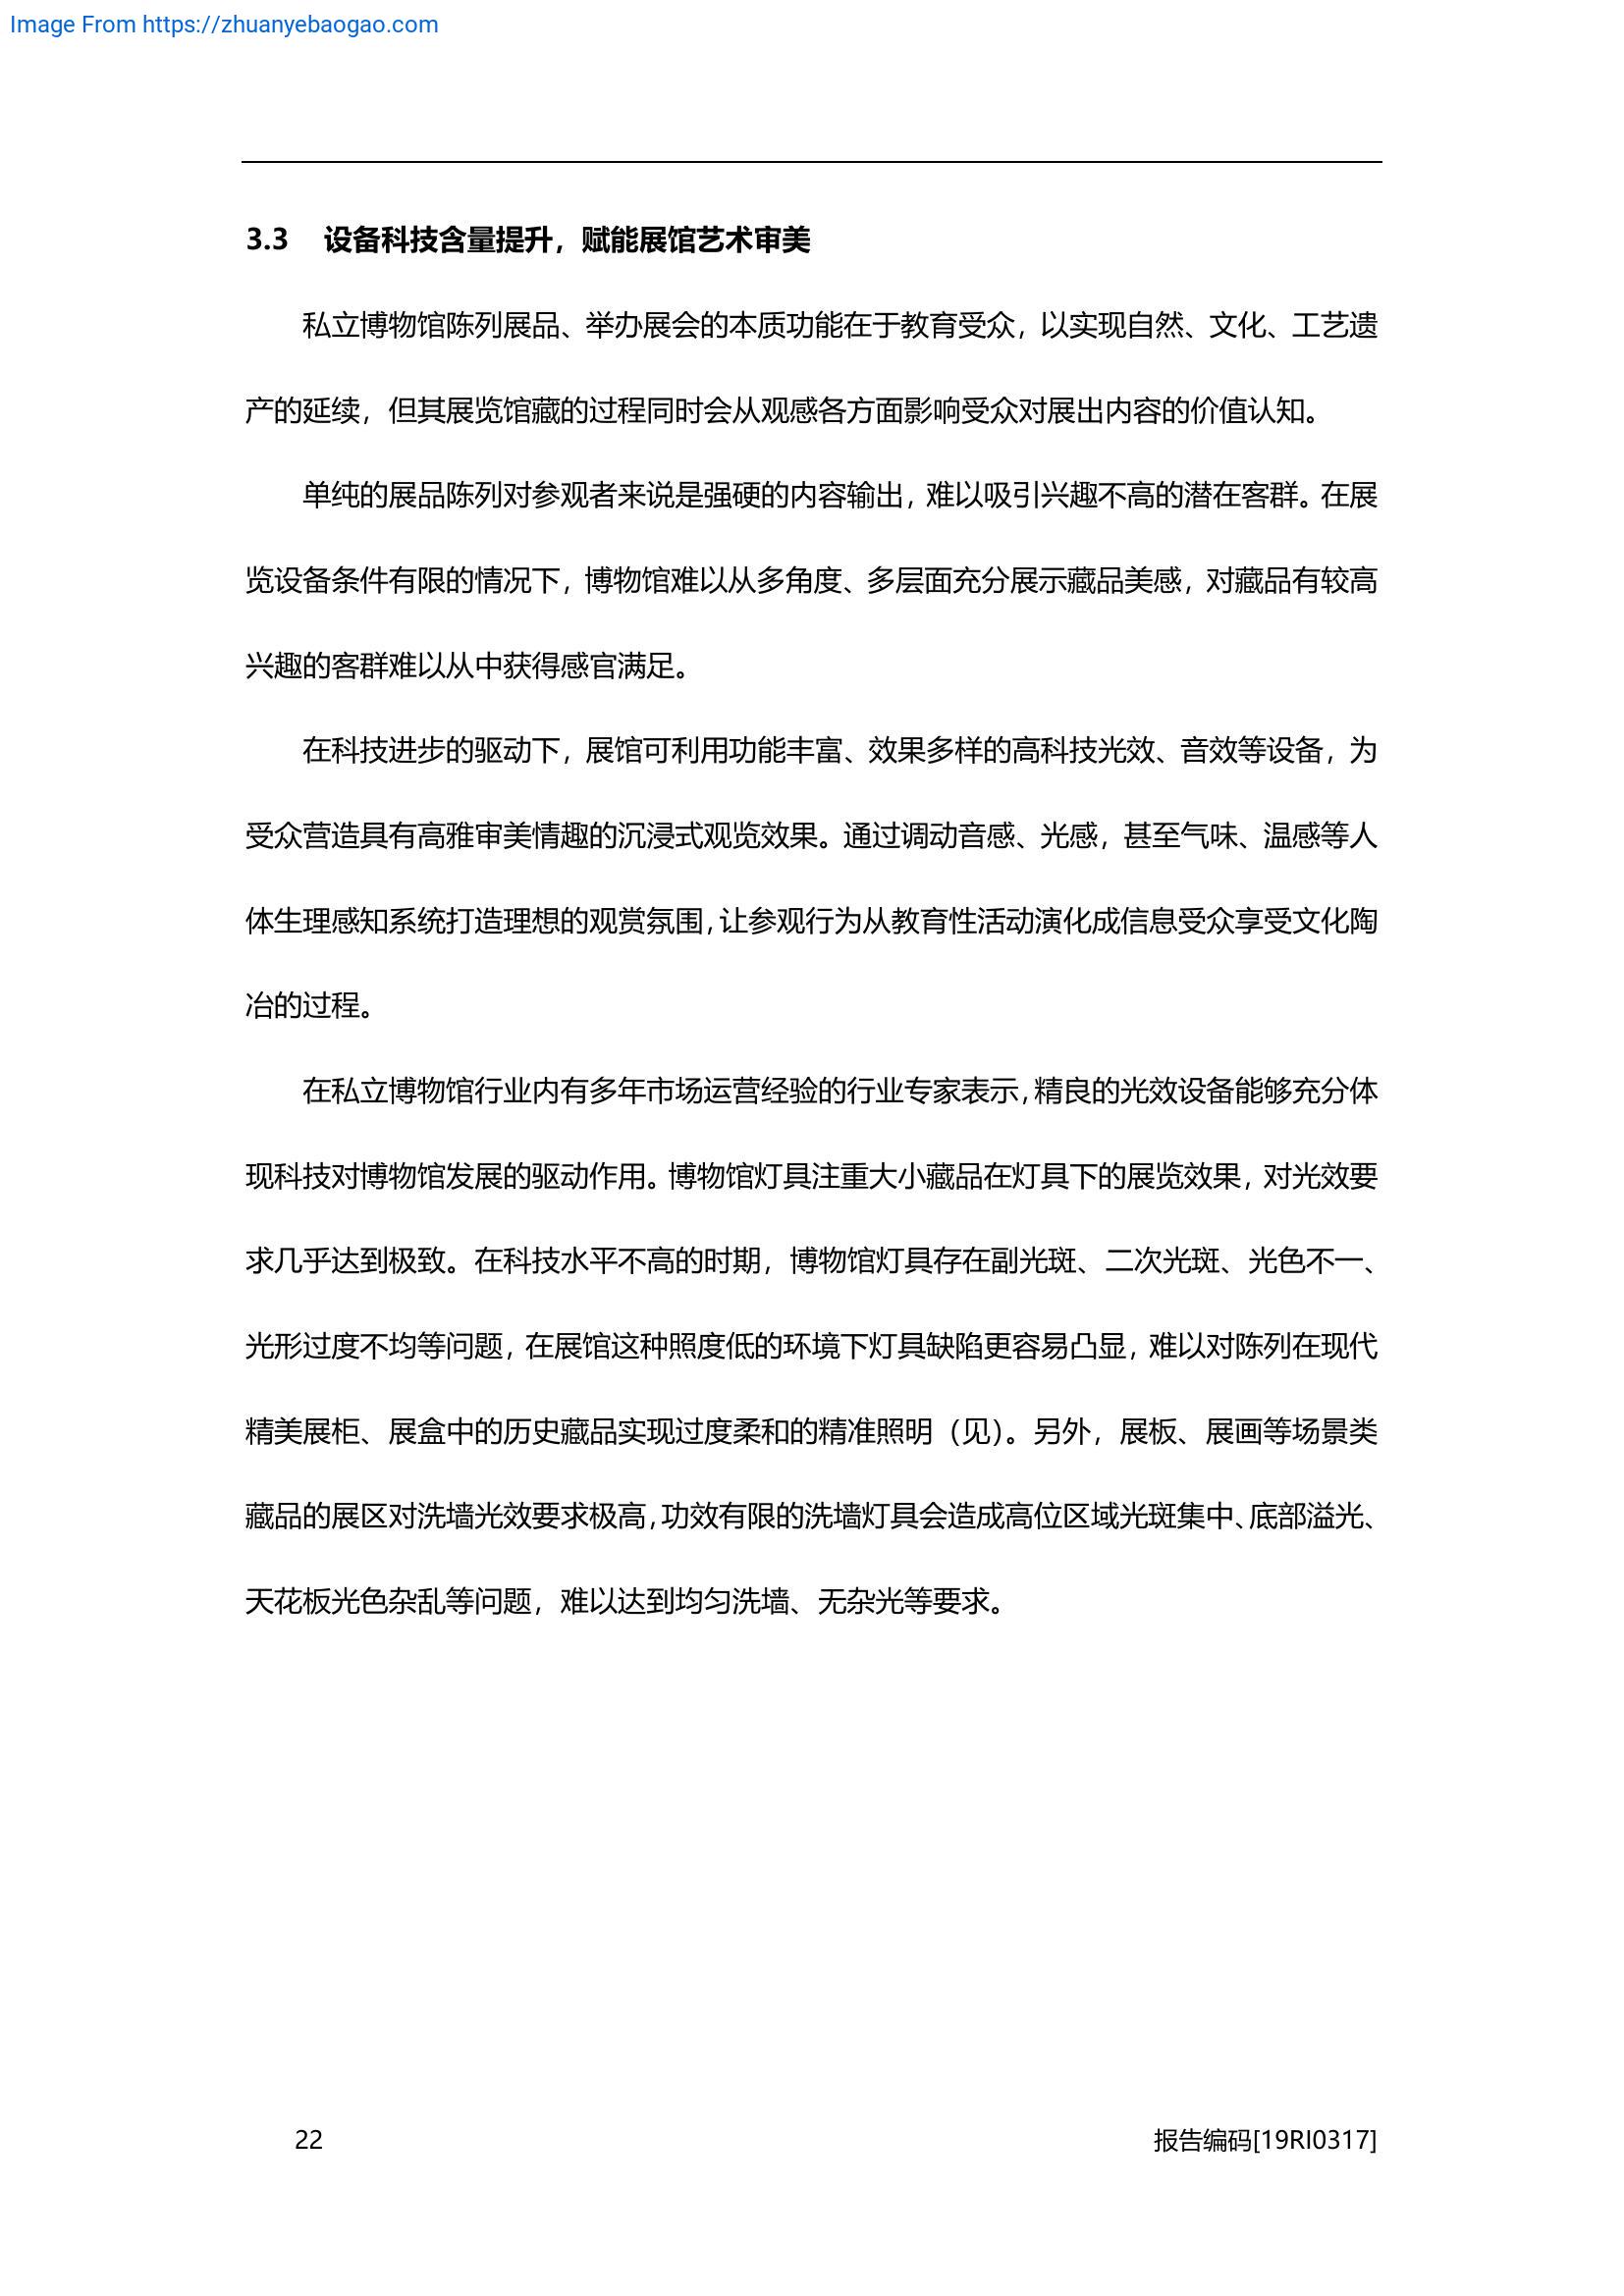 Image From https://zhuanyebaogao.com
3.3 设备科技含量提升，赋能展馆艺术审美
私立博物馆陈列展品、举办展会的本质功能在于教育受众，以实现自然、文化、工艺遗
产的延续，但其展览馆藏的过程同时会从观感各方面影响受众对展出内容的价值认知。
单纯的展品陈列对参观者来说是强硬的内容输出，难以吸引兴趣不高的潜在客群。在展
览设备条件有限的情况下，博物馆难以从多角度、多层面充分展示藏品美感，对藏品有较高
兴趣的客群难以从中获得感官满足。
在科技进步的驱动下，展馆可利用功能丰富、效果多样的高科技光效、音效等设备，为
受众营造具有高雅审美情趣的沉浸式观览效果。通过调动音感、光感，甚至气味、温感等人
体生理感知系统打造理想的观赏氛围，让参观行为从教育性活动演化成信息受众享受文化陶
冶的过程。
在私立博物馆行业内有多年市场运营经验的行业专家表示，精良的光效设备能够充分体
现科技对博物馆发展的驱动作用。博物馆灯具注重大小藏品在灯具下的展览效果，对光效要
求几乎达到极致。在科技水平不高的时期，博物馆灯具存在副光斑、二次光斑、光色不一、
光形过度不均等问题，在展馆这种照度低的环境下灯具缺陷更容易凸显，难以对陈列在现代
精美展柜、展盒中的历史藏品实现过度柔和的精准照明（见）。另外，展板、展画等场景类
藏品的展区对洗墙光效要求极高，功效有限的洗墙灯具会造成高位区域光斑集中、底部溢光、
天花板光色杂乱等问题，难以达到均匀洗墙、无杂光等要求。
22
报告编码[19RI0317]